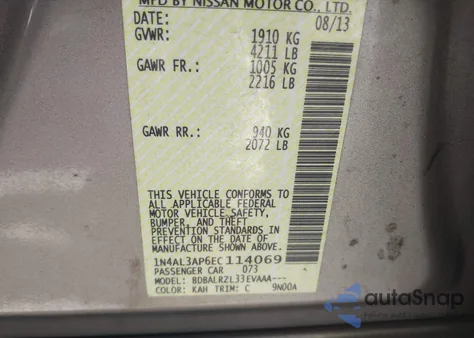 MFD BY NISSAN MOTOR CO., LTD.
DATE: 08/13
GVWR: 1910 KG
4211 LB
GAWR FR.: 1005 KG
2216 LB
GAWR RR.: 940 KG
2072 LB
THIS VEHICLE CONFORMS TO
ALL APPLICABLE FEDERAL
MOTOR VEHICLE SAFETY,
BUMPER, AND THEFT
PREVENTION STANDARDS IN
EFFECT ON THE DATE OF
MANUFACTURE SHOWN ABOVE.
1N4AL3AP6EC114069
PASSENGER CAR 073
MODEL: BDBALRZL33EVAAA---
COLOR: KAH TRIM: C 9N00A
autoSnap